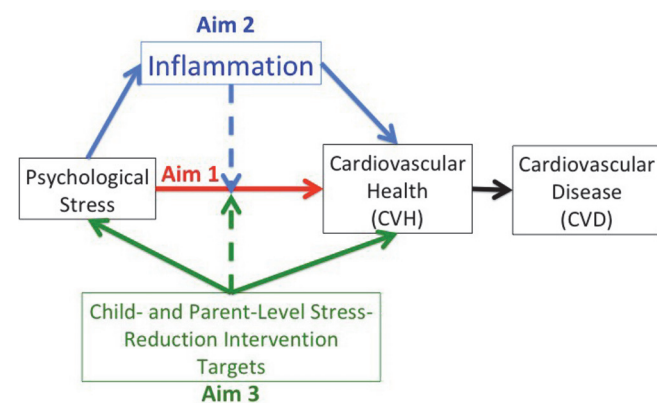 Aim 2
Inflammation
Psychological
Stress
Aim 1
Cardiovascular
Health
(CVH)
Cardiovascular
Disease
(CVD)
Child- and Parent-Level Stress-
Reduction Intervention
Targets
Aim 3